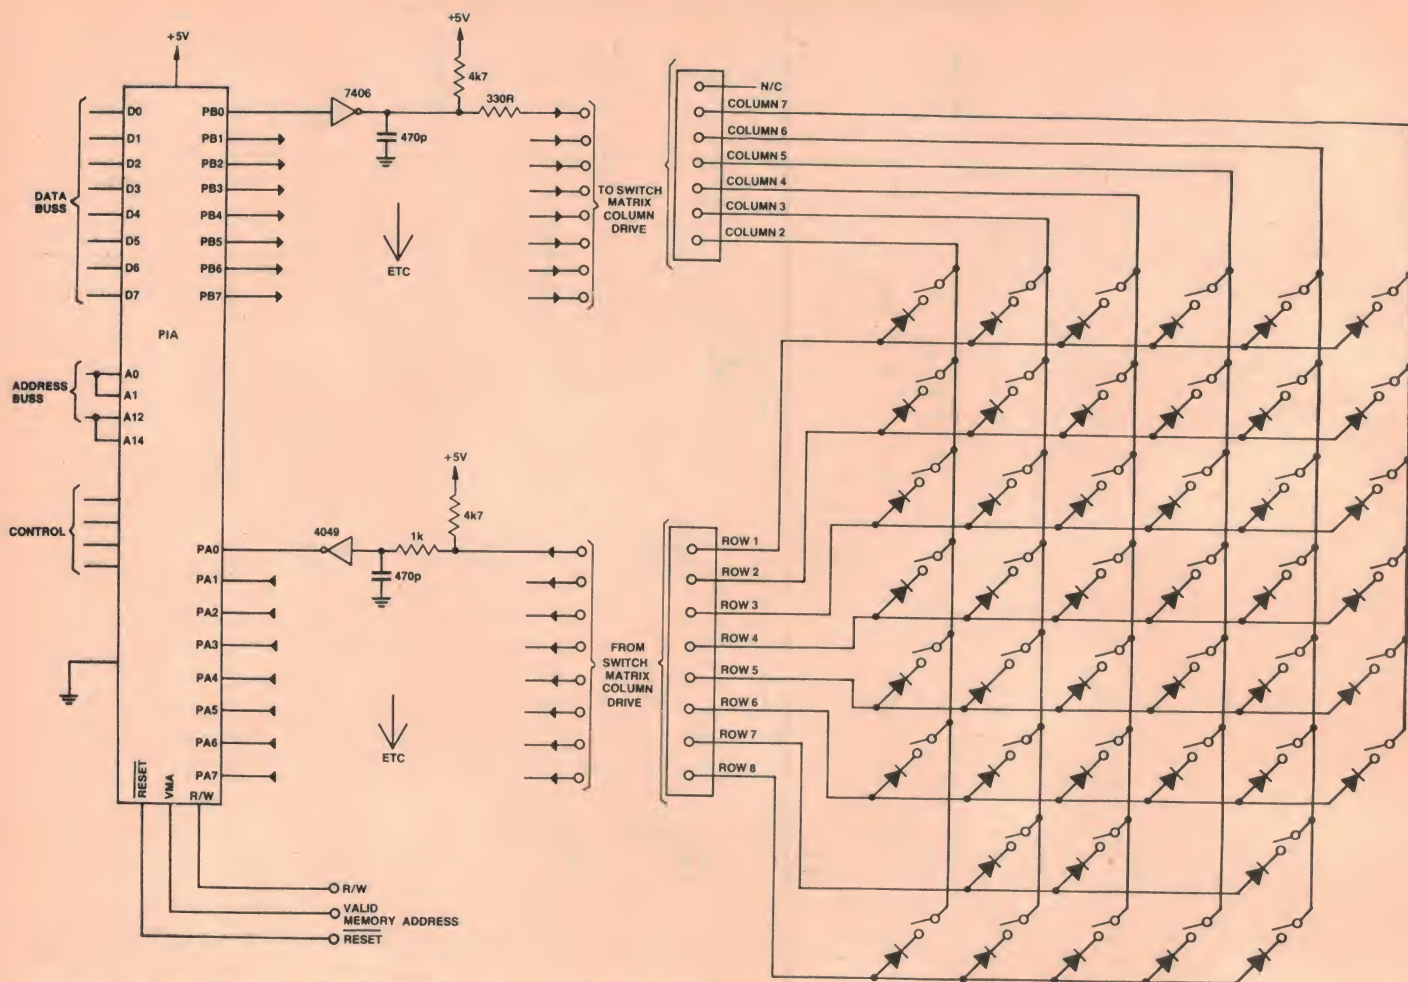 +5V
+5V
4k7
7406
330R
470p
D0
D1
D2
D3
D4
D5
D6
D7
DATA
BUSS
PB0
PB1
PB2
PB3
PB4
PB5
PB6
PB7
ETC
TO SWITCH
MATRIX
COLUMN
DRIVE
N/C
COLUMN 7
COLUMN 6
COLUMN 5
COLUMN 4
COLUMN 3
COLUMN 2
PIA
ADDRESS
BUSS
A0
A1
A12
A14
CONTROL
+5V
4k7
4049
1k
470p
PA0
PA1
PA2
PA3
PA4
PA5
PA6
PA7
ETC
FROM
SWITCH
MATRIX
COLUMN
DRIVE
ROW 1
ROW 2
ROW 3
ROW 4
ROW 5
ROW 6
ROW 7
ROW 8
RESET
VMA
R/W
R/W
VALID
MEMORY ADDRESS
RESET